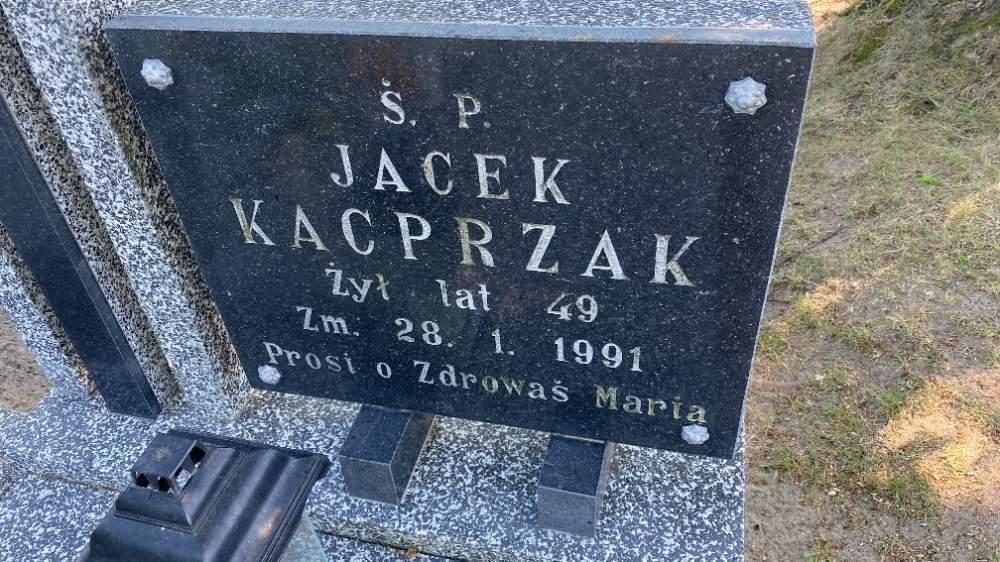 Ś. P.
JACEK
KACPRZAK
Żył lat 49
Zm. 28. 1. 1991
Prosi o Zdrowaś Maria